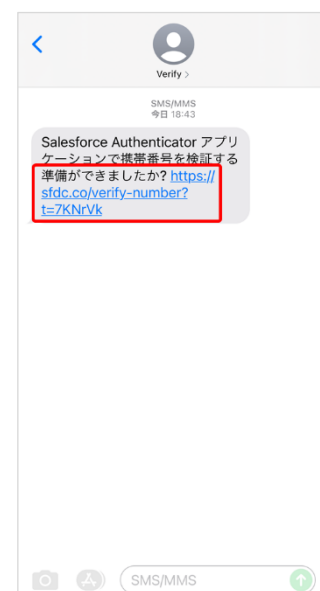 Verify >
SMS/MMS
今日 18:43
Salesforce Authenticator アプリ
ケーションで携帯番号を検証する
準備ができましたか? https://
sfdc.co/verify-number?
t=7KNrVk
SMS/MMS